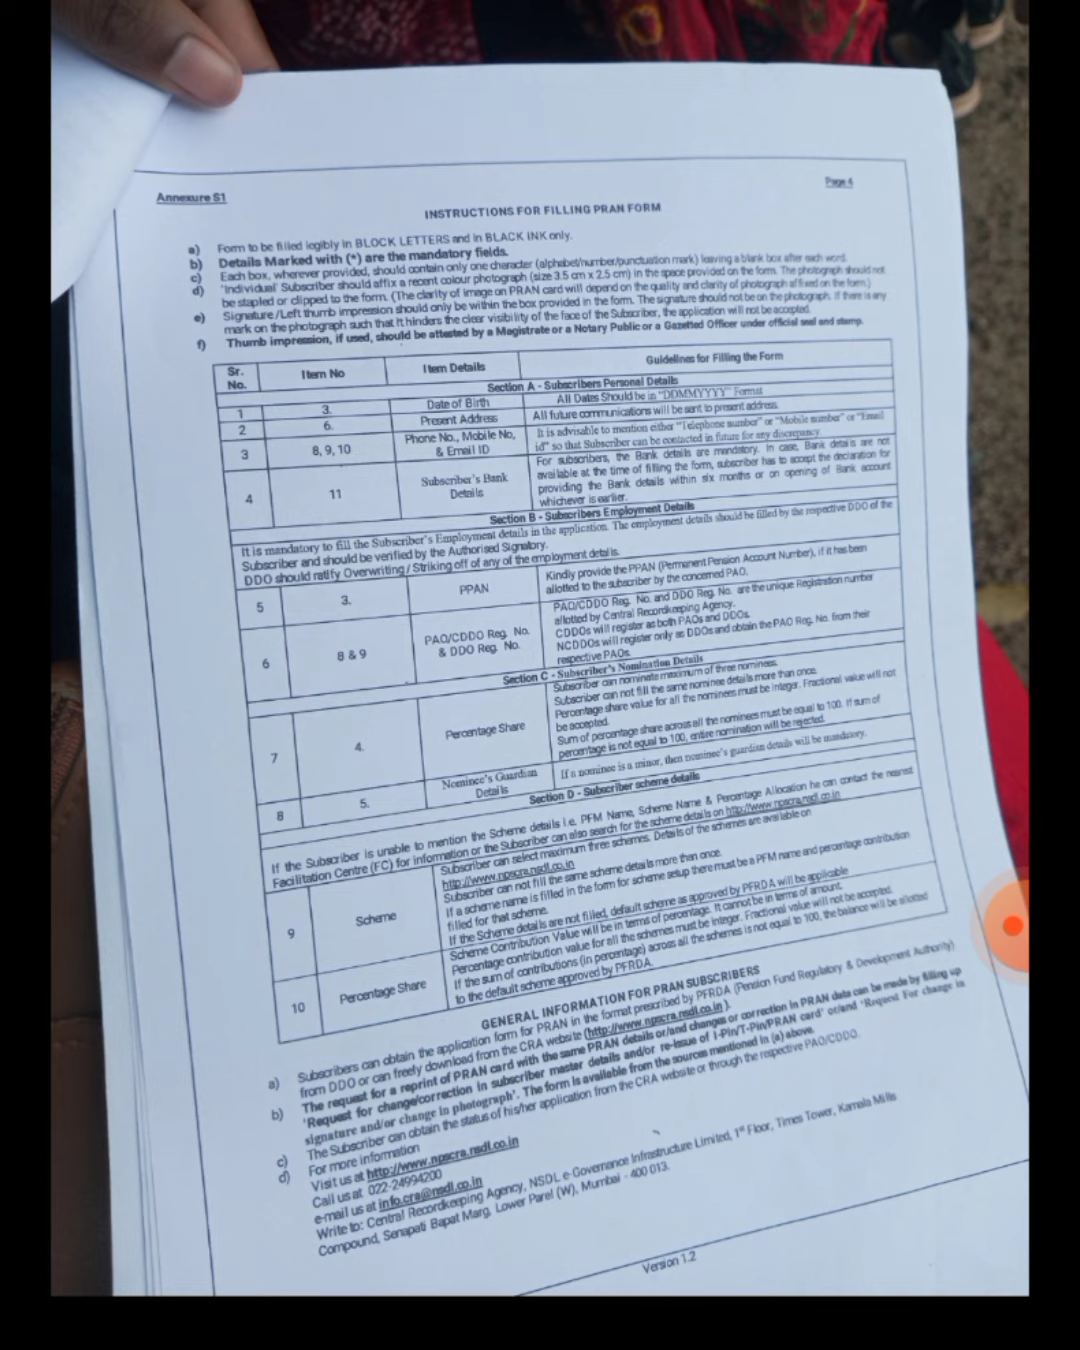 Annexure S1
Page 4
INSTRUCTIONS FOR FILLING PRAN FORM
a) Form to be filled legibly in BLOCK LETTERS and in BLACK INK only.
b) Details Marked with (*) are the mandatory fields.
c) Each box, wherever provided, should contain only one character (alphabet/number/punctuation mark) leaving a blank box after each word.
d) 'Individual' Subscriber should affix a recent colour photograph (size 3.5 cm x 2.5 cm) in the space provided on the form. The photograph should not
be stapled or clipped to the form. (The clarity of image on PRAN card will depend on the quality and clarity of photograph affixed on the form.)
e) Signature/Left thumb impression should only be within the box provided in the form. The signature should not be on the photograph. If there is any
mark on the photograph such that it hinders the clear visibility of the face of the Subscriber, the application will not be accepted.
f) Thumb impression, if used, should be attested by a Magistrate or a Notary Public or a Gazetted Officer under official seal and stamp.
Sr. No. Item No Item Details Guidelines for Filling the Form
Section A - Subscribers Personal Details
1 3. Date of Birth All Dates Should be in "DDMMYYYY" Format
2 6. Present Address All future communications will be sent to present address.
3 8, 9, 10 Phone No., Mobile No, & Email ID It is advisable to mention either "Telephone number" or "Mobile number" or "Email
id" so that Subscriber can be contacted in future for any discrepancy.
4 11 Subscriber's Bank Details For subscribers, the Bank details are mandatory. In case, Bank details are not
available at the time of filling the form, subscriber has to accept the declaration for
providing the Bank details within six months or on opening of Bank account
whichever is earlier.
Section B - Subscribers Employment Details
It is mandatory to fill the Subscriber's Employment details in the application. The employment details should be filled by the respective DDO of the
Subscriber and should be verified by the Authorised Signatory.
DDO should ratify Overwriting / Striking off of any of the employment details.
5 3. PPAN Kindly provide the PPAN (Permanent Pension Account Number), if it has been
allotted to the subscriber by the concerned PAO.
6 8 & 9 PAO/CDDO Reg. No. & DDO Reg. No. PAO/CDDO Reg. No. and DDO Reg. No. are the unique Registration number
allotted by Central Recordkeeping Agency.
CDDOs will register as both PAOs and DDOs.
NCDDOs will register only as DDOs and obtain the PAO Reg. No. from their
respective PAOs.
Section C - Subscriber's Nomination Details
7 4. Percentage Share Subscriber can nominate maximum of three nominees.
Subscriber can not fill the same nominee details more than once.
Percentage share value for all the nominees must be integer. Fractional value will not
be accepted.
Sum of percentage share across all the nominees must be equal to 100. If sum of
percentage is not equal to 100, entire nomination will be rejected.
8 5. Nominee's Guardian Details If a nominee is a minor, then nominee's guardian details will be mandatory.
Section D - Subscriber scheme details
If the Subscriber is unable to mention the Scheme details i.e. PFM Name, Scheme Name & Percentage Allocation he can contact the nearest
Facilitation Centre (FC) for information or the Subscriber can also search for the scheme details on http://www.npscra.nsdl.co.in
9 Scheme Subscriber can select maximum three schemes. Details of the schemes are available on
http://www.npscra.nsdl.co.in
Subscriber can not fill the same scheme details more than once.
If a scheme name is filled in the form for scheme setup there must be a PFM name and percentage contribution
filled for that scheme.
If the Scheme details are not filled, default scheme as approved by PFRDA will be applicable
10 Percentage Share Scheme Contribution Value will be in terms of percentage. It cannot be in terms of amount.
Percentage contribution value for all the schemes must be integer. Fractional value will not be accepted.
If the sum of contributions (in percentage) across all the schemes is not equal to 100, the balance will be allotted
to the default scheme approved by PFRDA.
GENERAL INFORMATION FOR PRAN SUBSCRIBERS
a) Subscribers can obtain the application form for PRAN in the format prescribed by PFRDA (Pension Fund Regulatory & Development Authority)
from DDO or can freely download from the CRA website (http://www.npscra.nsdl.co.in ).
b) The request for a reprint of PRAN card with the same PRAN details or/and changes or correction in PRAN data can be made by filling up
'Request for change/correction in subscriber master details and/or re-issue of I-Pin/T-Pin/PRAN card' or/and 'Request For change in
signature and/or change in photograph'. The form is available from the sources mentioned in (a) above.
c) The Subscriber can obtain the status of his/her application from the CRA website or through the respective PAO/CDDO.
d) For more information
Visit us at http://www.npscra.nsdl.co.in
Call us at 022-24994200
e-mail us at info.cra@nsdl.co.in
Write to: Central Recordkeeping Agency, NSDL e-Governance Infrastructure Limited, 1st Floor, Times Tower, Kamala Mills
Compound, Senapati Bapat Marg, Lower Parel (W), Mumbai - 400 013.
Version 1.2